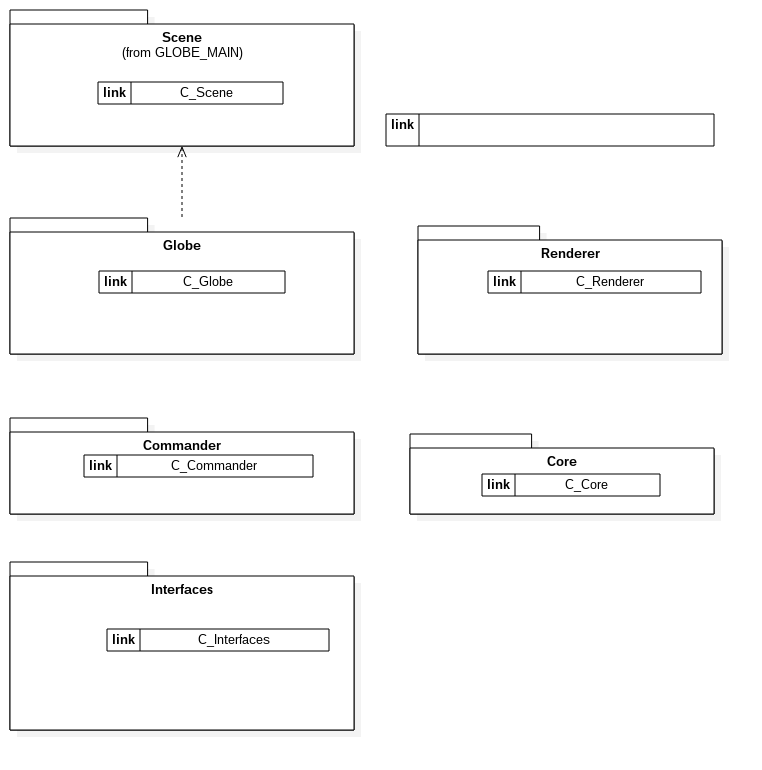 Scene
(from GLOBE_MAIN)
link C_Scene
link
Globe
link C_Globe
Renderer
link C_Renderer
Commander
link C_Commander
Core
link C_Core
Interfaces
link C_Interfaces